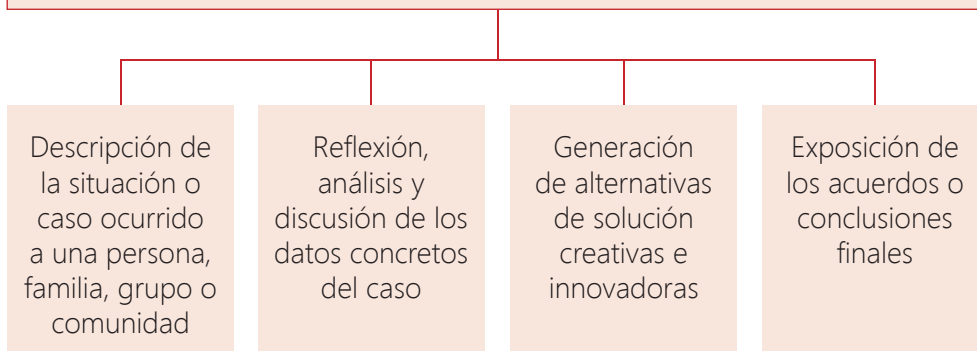 Descripción de
la situación o
caso ocurrido
a una persona,
familia, grupo o
comunidad
Reflexión,
análisis y
discusión de los
datos concretos
del caso
Generación
de alternativas
de solución
creativas e
innovadoras
Exposición de
los acuerdos o
conclusiones
finales